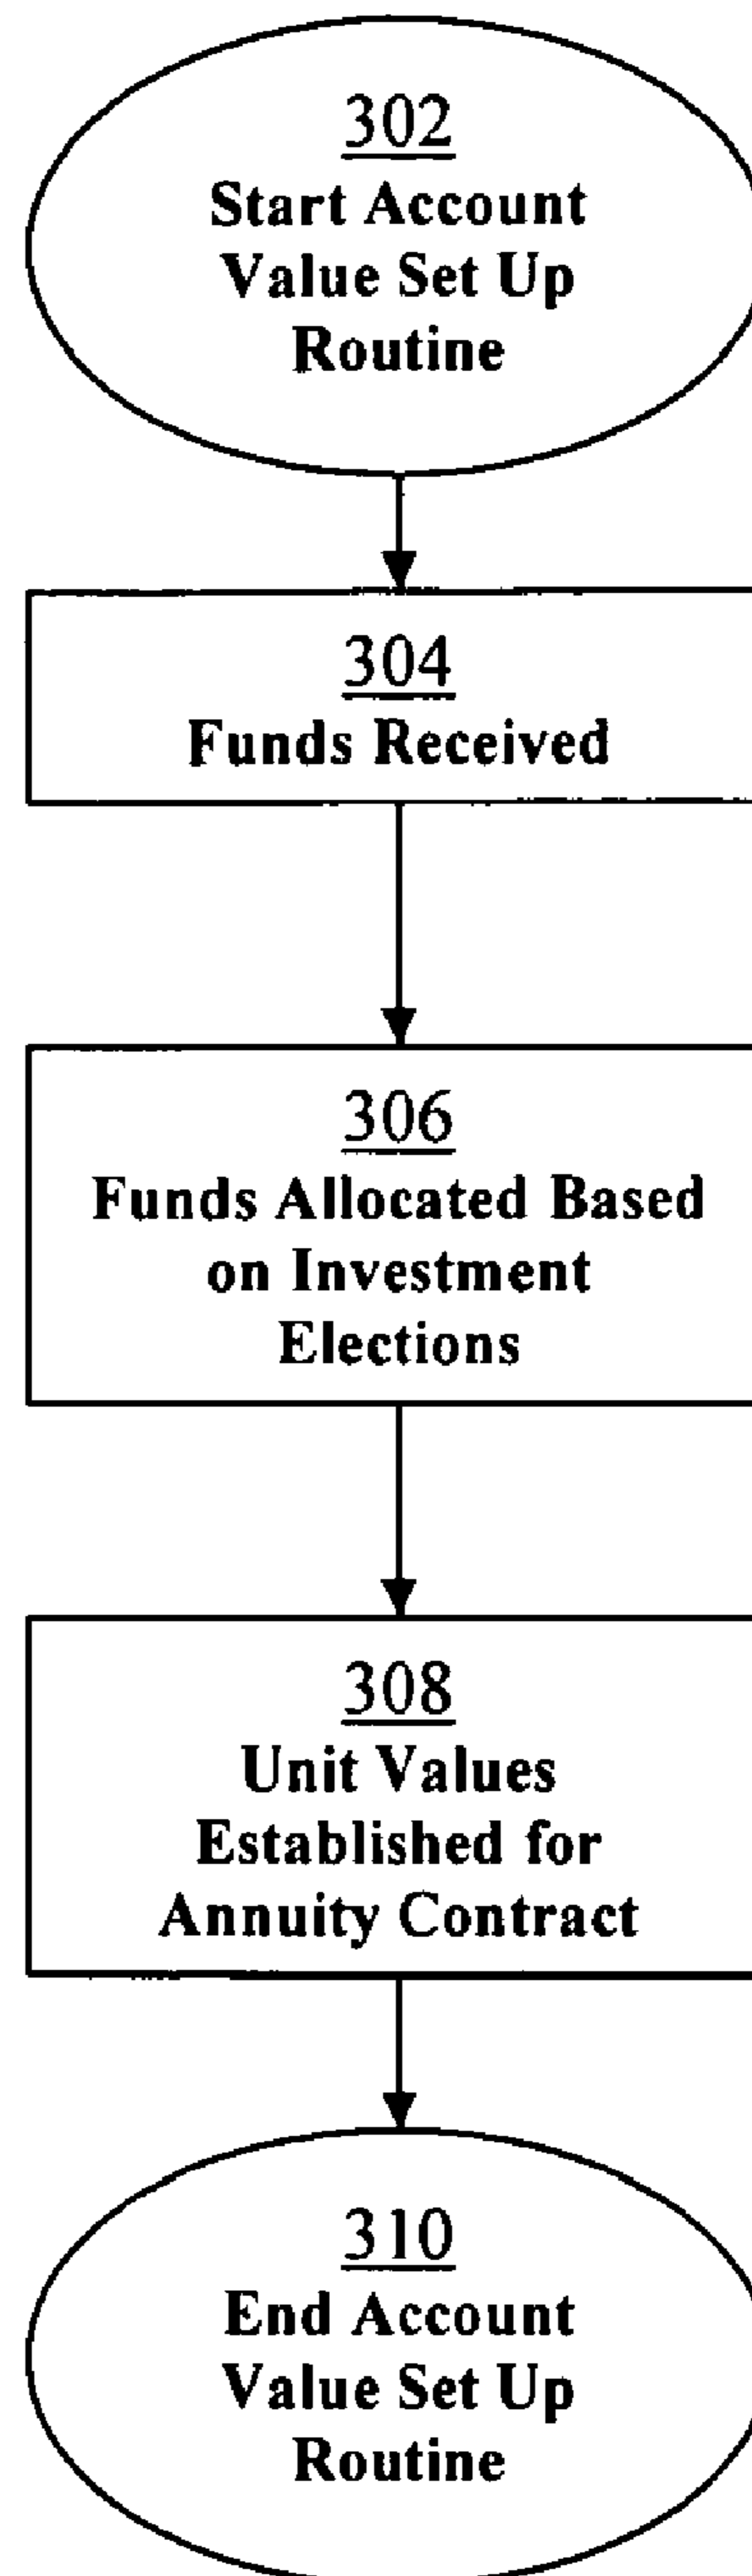 302
Start Account
Value Set Up
Routine
304
Funds Received
306
Funds Allocated Based
on Investment
Elections
308
Unit Values
Established for
Annuity Contract
310
End Account
Value Set Up
Routine